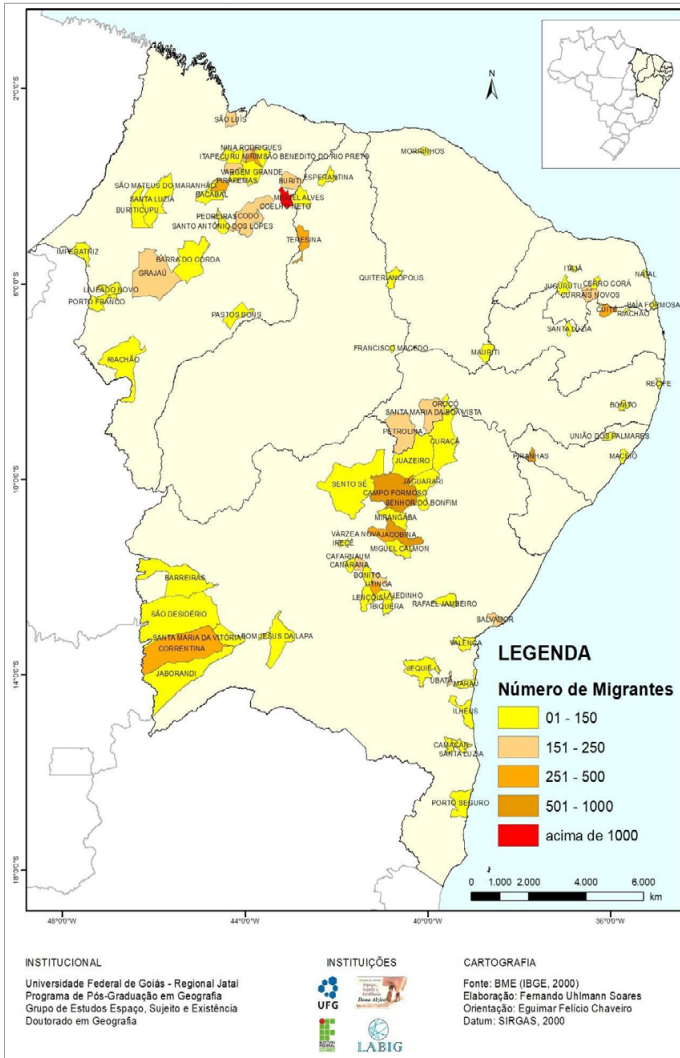 N
2°0'0"S
6°0'0"S
10°0'0"S
14°0'0"S
18°0'0"S
SÃO LUÍS
NINA RODRIGUES
ITAPECURU MIRIM
SÃO BENEDITO DO RIO PRETO
MORRINHOS
VARGEM GRANDE
PIRAPEMAS
BURITI
ESPERANTINA
SÃO MATEUS DO MARANHÃO
BACABAL
MIGUEL ALVES
SANTA LUZIA
COELHO NETO
BURITICUPU
PEDREIRAS
CODÓ
SANTO ANTÔNIO DOS LOPES
TERESINA
IMPERATRIZ
BARRA DO CORDA
GRAJAÚ
QUITERIANÓPOLIS
ITAJÁ
NATAL
LAJEADO NOVO
JUCURUTU
CERRO CORÁ
PORTO FRANCO
CURRAIS NOVOS
BAÍA FORMOSA
CUITÉ
RIACHÃO
PASTOS BONS
SANTA LUZIA
RIACHÃO
FRANCISCO MACEDO
MAURITI
RECIFE
OROCÓ
BONITO
SANTA MARIA DA BOA VISTA
PETROLINA
CURAÇÁ
UNIÃO DOS PALMARES
JUAZEIRO
PIRANHAS
MACEIÓ
SENTO SÉ
JAGUARARI
CAMPO FORMOSO
SENHOR DO BONFIM
MIRANGABA
VÁRZEA NOVA
JACOBINA
IRECÊ
MIGUEL CALMON
CAFARNAUM
CANARANA
BONITO
UTINGA
BARREIRAS
LENÇÓIS
LAJEDINHO
IBIQUERA
RAFAEL JAMBEIRO
SÃO DESIDÉRIO
SALVADOR
SANTA MARIA DA VITÓRIA
BOM JESUS DA LAPA
VALENÇA
CORRENTINA
JABORANDI
JEQUIÉ
UBATÃ
MARAÚ
ILHÉUS
CAMACAN
SANTA LUZIA
PORTO SEGURO
LEGENDA
Número de Migrantes
01 - 150
151 - 250
251 - 500
501 - 1000
acima de 1000
0 1.000 2.000 4.000 6.000
km
48°0'0"W 44°0'0"W 40°0'0"W 36°0'0"W
INSTITUCIONAL
Universidade Federal de Goiás - Regional Jataí
Programa de Pós-Graduação em Geografia
Grupo de Estudos Espaço, Sujeito e Existência
Doutorado em Geografia
INSTITUIÇÕES
UFG
LABIG
CARTOGRAFIA
Fonte: BME (IBGE, 2000)
Elaboração: Fernando Uhlmann Soares
Orientação: Eguimar Felício Chaveiro
Datum: SIRGAS, 2000